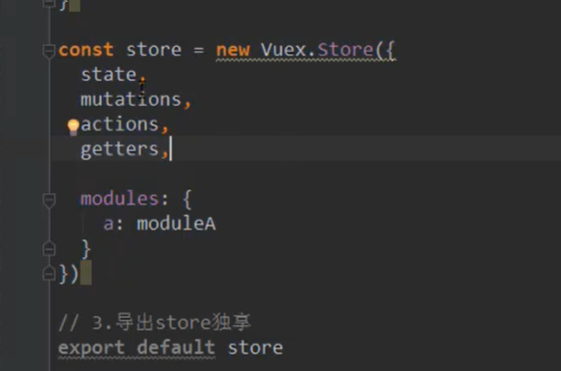 }
const store = new Vuex.Store({
state,
mutations,
actions,
getters,
modules: {
a: moduleA
}
})
// 3.导出store独享
export default store